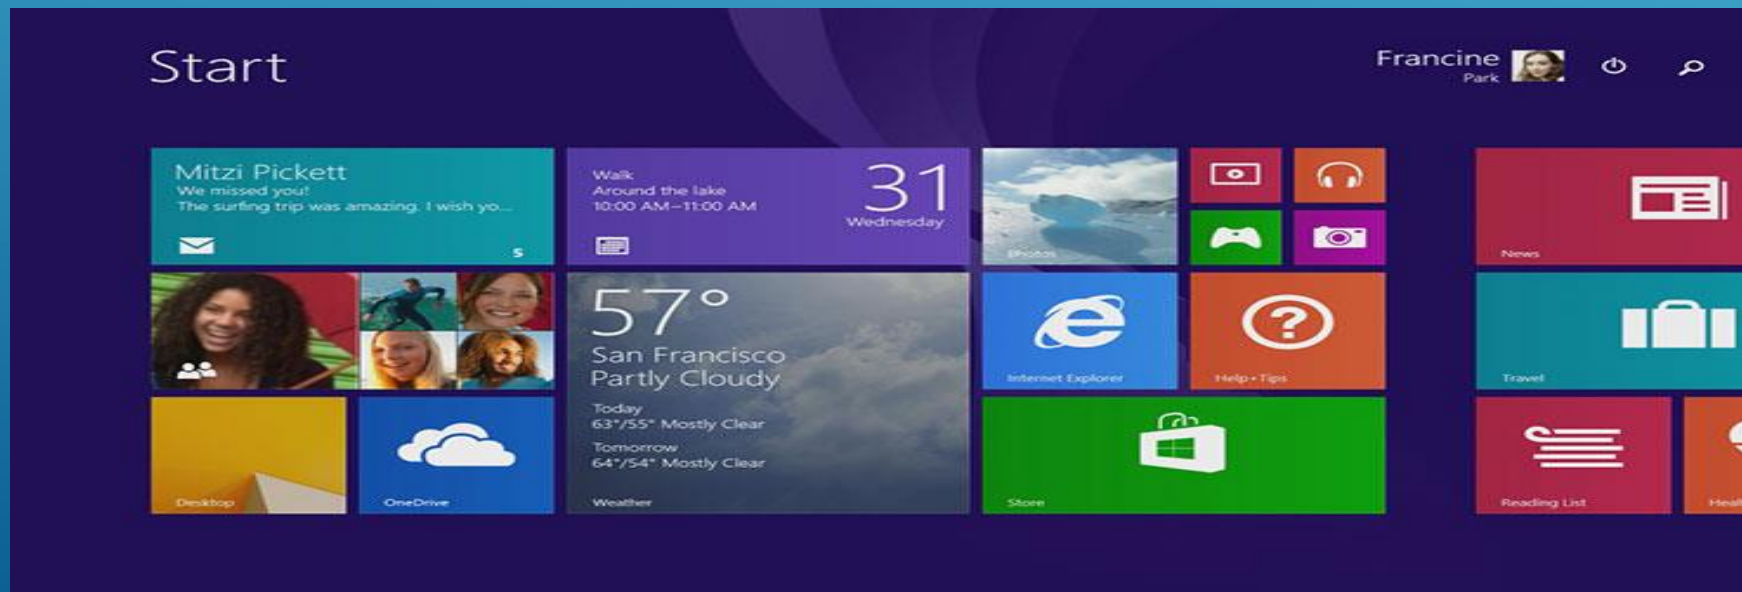 Start
Francine
Park
Mitzi Pickett
We missed you!
The surfing trip was amazing. I wish yo...
5
Walk
Around the lake
10:00 AM–11:00 AM
31
Wednesday
Photos
News
57°
San Francisco
Partly Cloudy
Today
63°/55° Mostly Clear
Tomorrow
64°/54° Mostly Clear
Weather
Internet Explorer
Help+Tips
Travel
Desktop
OneDrive
Store
Reading List
Heal